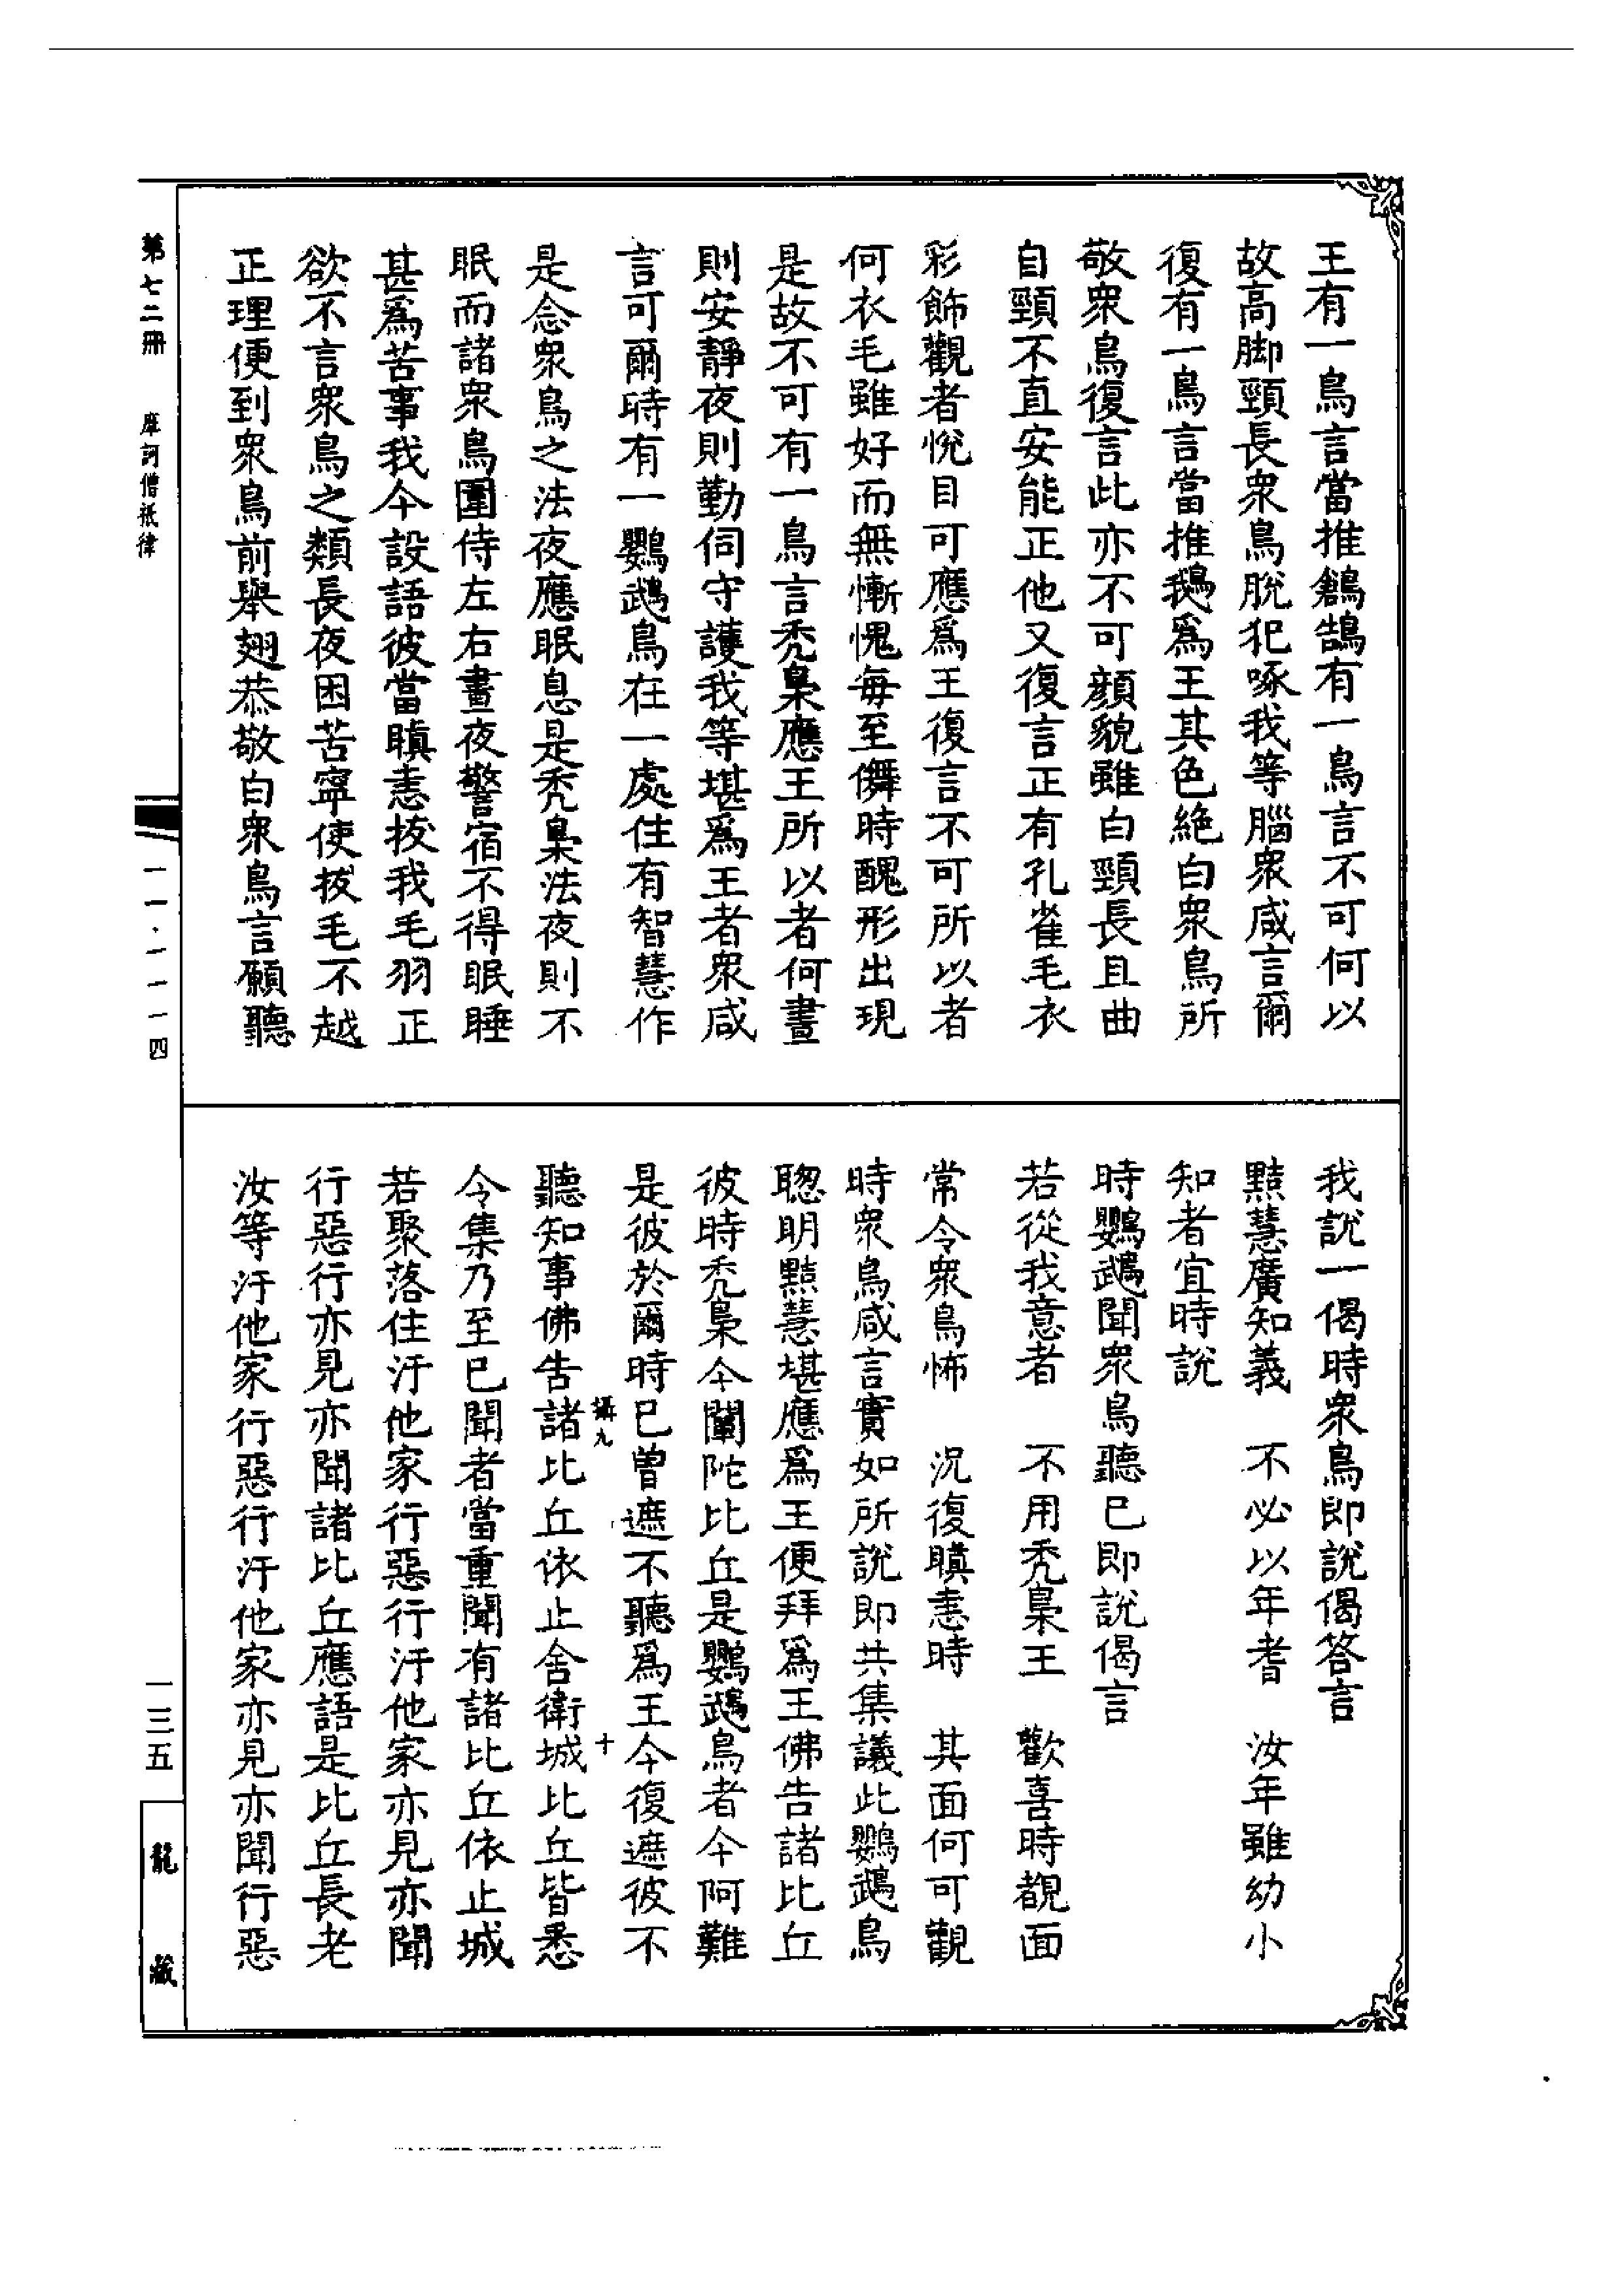 王有一鳥言當推鶬鵠有一鳥言不可何以
故高脚頸長衆鳥脫犯啄我等腦衆咸言爾
復有一鳥言當推鵝爲王其色絶白衆鳥所
敬衆鳥復言此亦不可顏貌雖白頸長且曲
自頸不直安能正他又復言正有孔雀毛衣
彩飾觀者悅目可應爲王復言不可所以者
何衣毛雖好而無慚愧每至儛時醜形出現
是故不可有一鳥言禿梟應王所以者何晝
則安靜夜則勤伺守護我等堪爲王者衆咸
言可爾時有一鸚鵡鳥在一處住有智慧作
是念衆鳥之法夜應眠息是禿梟法夜則不
眠而諸衆鳥圍侍左右晝夜警宿不得眠睡
甚爲苦事我今設語彼當瞋恚拔我毛羽正
欲不言衆鳥之類長夜困苦寧使拔毛不越
正理便到衆鳥前舉翅恭敬白衆鳥言願聽
我說一偈時衆鳥即說偈答言
黠慧廣知義　不必以年耆　汝年雖幼小
知者宜時說
時鸚鵡聞衆鳥聽已即說偈言
若從我意者　不用禿梟王　歡喜時覩面
常令衆鳥怖　況復瞋恚時　其面何可觀
時衆鳥咸言實如所說即共集議此鸚鵡鳥
聰明黠慧堪應爲王便拜爲王佛告諸比丘
彼時禿梟今闡陀比丘是鸚鵡鳥者今阿難
是彼於爾時已曾遮不聽爲王今復遮彼不
攝九　十
聽知事佛告諸比丘依止舍衛城比丘皆悉
令集乃至已聞者當重聞有諸比丘依止城
若聚落住汙他家行惡行汙他家亦見亦聞
行惡行亦見亦聞諸比丘應語是比丘長老
汝等汙他家行惡行汙他家亦見亦聞行惡
第七二冊　摩訶僧祇律
一一·一一一四
一三五
龍藏